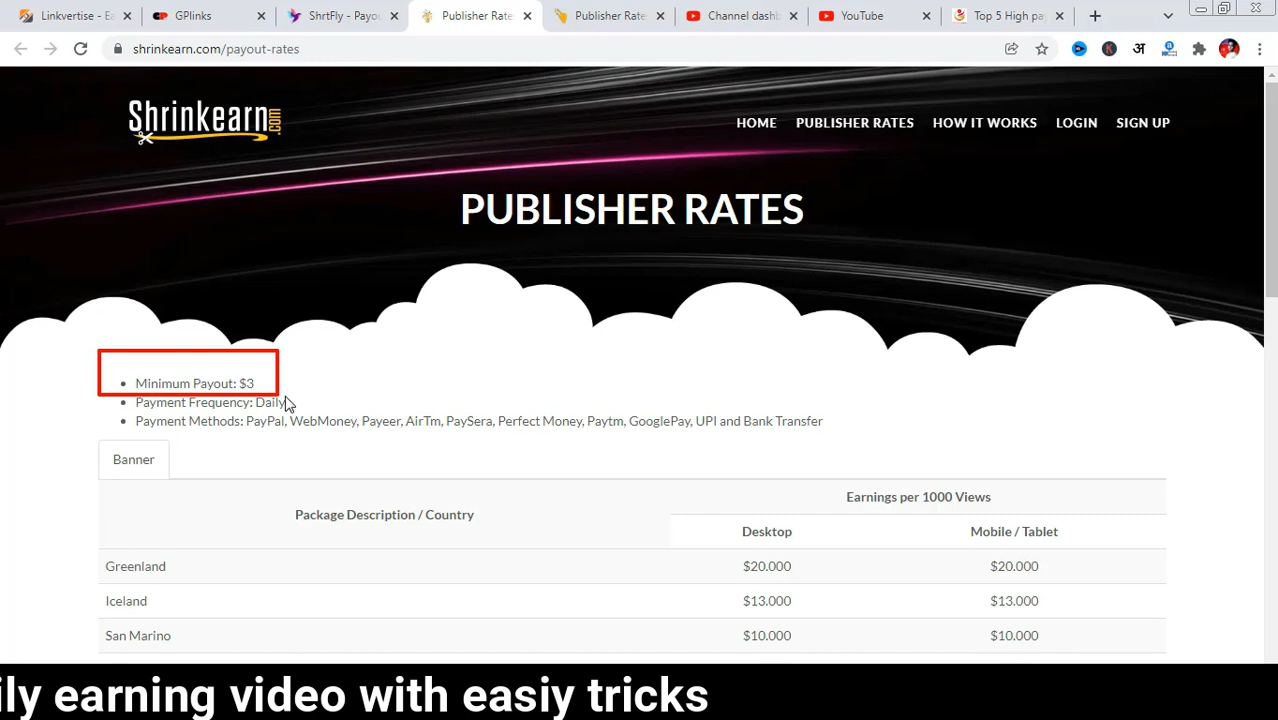 Linkvertise - Ea
GPlinks
ShrtFly - Payou
Publisher Rate
Publisher Rate
Channel dashb
YouTube
Top 5 High pa
shrinkearn.com/payout-rates
Shrinkearn.com
HOME
PUBLISHER RATES
HOW IT WORKS
LOGIN
SIGN UP
PUBLISHER RATES
• Minimum Payout: $3
• Payment Frequency: Daily
• Payment Methods: PayPal, WebMoney, Payeer, AirTm, PaySera, Perfect Money, Paytm, GooglePay, UPI and Bank Transfer
Banner
Package Description / Country
Earnings per 1000 Views
Desktop
Mobile / Tablet
Greenland $20.000 $20.000
Iceland $13.000 $13.000
San Marino $10.000 $10.000
ily earning video with easiy tricks